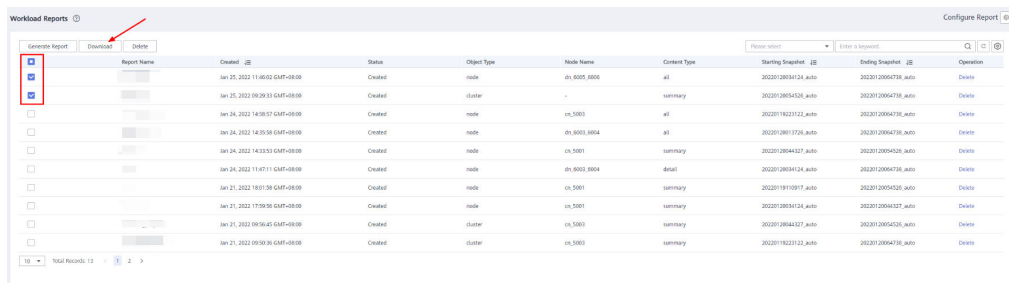 Workload Reports
Configure Report
Generate Report Download Delete Please select Enter a keyword.
Report Name Created Status Object Type Node Name Content Type Starting Snapshot Ending Snapshot Operation
Jan 25, 2022 11:46:02 GMT+08:00 Created node dn_6005_6006 all 20220120034124_auto 20220120064738_auto Delete
Jan 25, 2022 09:29:33 GMT+08:00 Created cluster - summary 20220120054526_auto 20220120064738_auto Delete
Jan 24, 2022 14:58:57 GMT+08:00 Created node cn_5003 all 20220119223122_auto 20220120064738_auto Delete
Jan 24, 2022 14:35:58 GMT+08:00 Created node dn_6003_6004 all 20220120013726_auto 20220120064738_auto Delete
Jan 24, 2022 14:33:53 GMT+08:00 Created node cn_5001 summary 20220120044327_auto 20220120054526_auto Delete
Jan 24, 2022 11:47:11 GMT+08:00 Created node dn_6003_6004 detail 20220120034124_auto 20220120064738_auto Delete
Jan 21, 2022 18:01:58 GMT+08:00 Created node cn_5001 summary 20220119110917_auto 20220120054526_auto Delete
Jan 21, 2022 17:59:56 GMT+08:00 Created node cn_5001 summary 20220120034124_auto 20220120044327_auto Delete
Jan 21, 2022 09:56:45 GMT+08:00 Created cluster cn_5003 summary 20220120044327_auto 20220120054526_auto Delete
Jan 21, 2022 09:50:36 GMT+08:00 Created cluster cn_5003 summary 20220119223122_auto 20220120064738_auto Delete
10 Total Records: 13 < 1 2 >